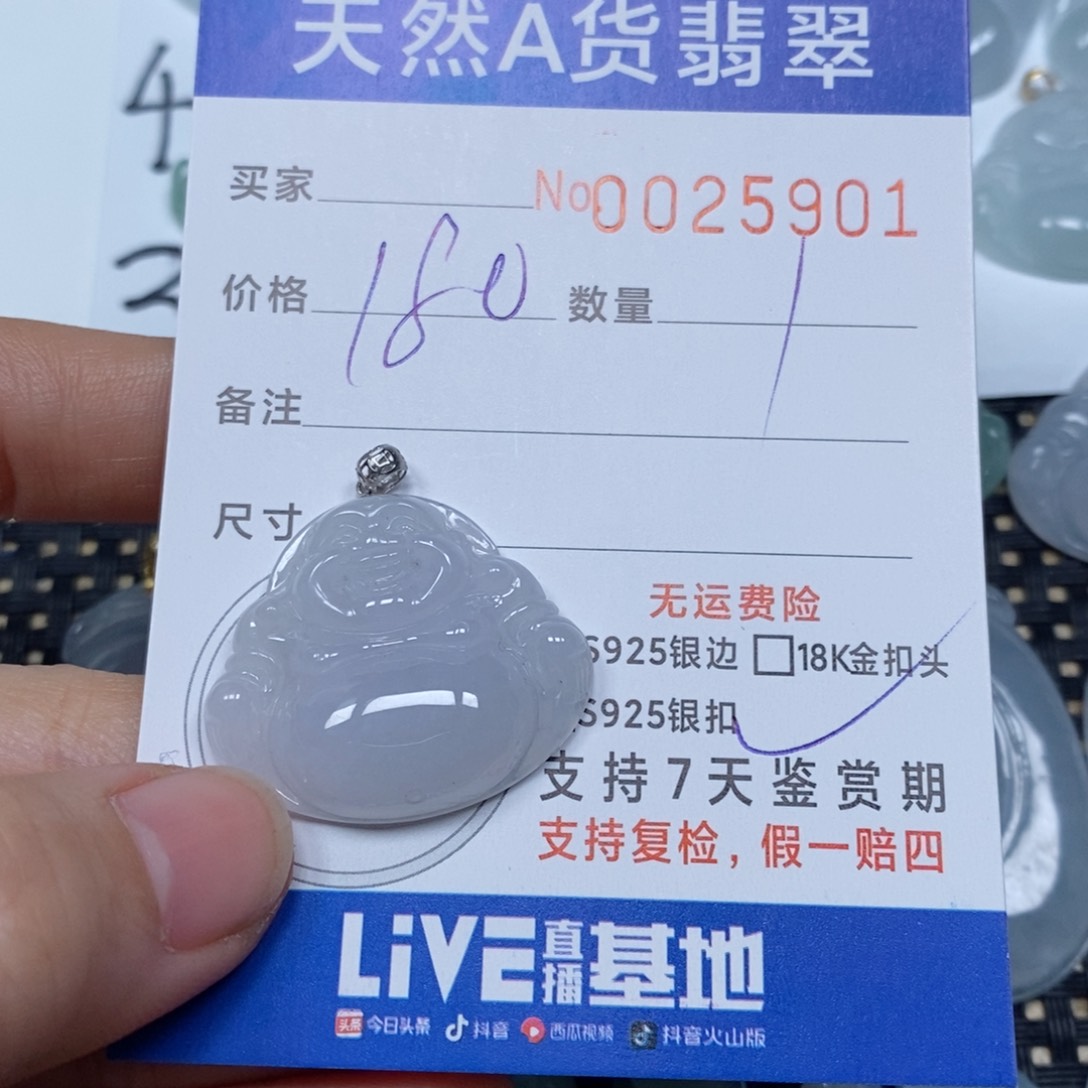 天然A货翡翠
4
2
买家 No0025901
价格 180 数量 1
备注
尺寸
无运费险
S925银边 □18K金扣头
S925银扣
支持7天鉴赏期
支持复检,假一赔四
LiVE直播基地
头条 今日头条 抖音 西瓜视频 抖音火山版